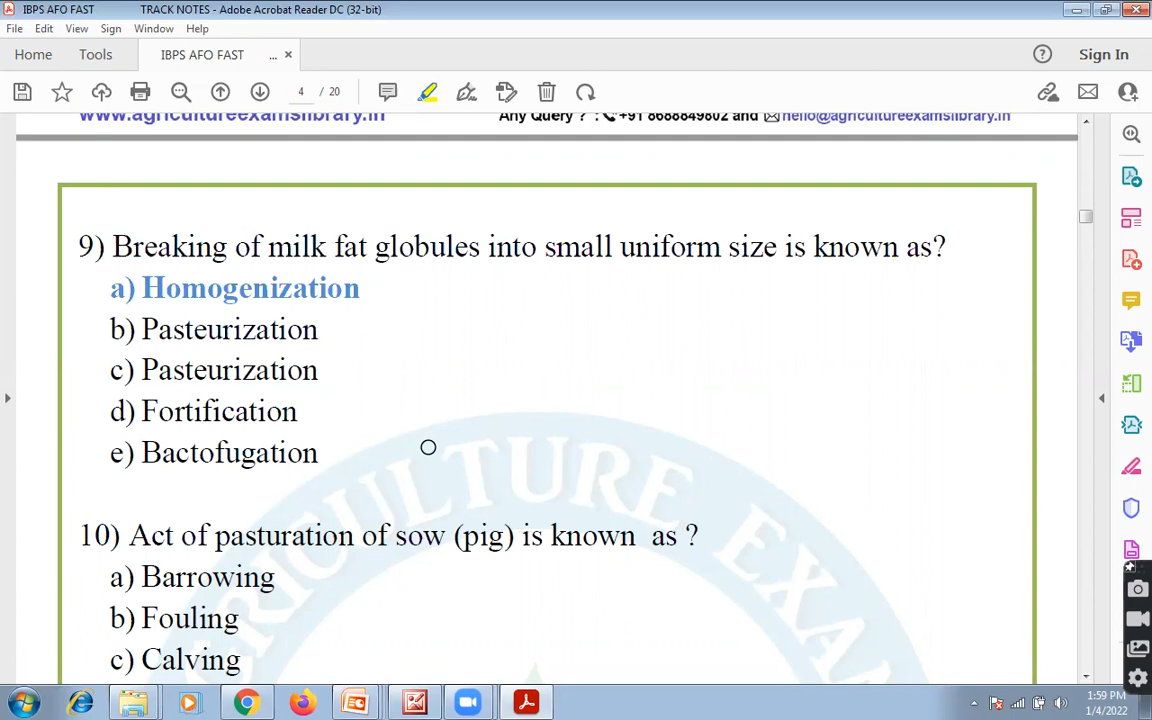 IBPS AFO FAST TRACK NOTES - Adobe Acrobat Reader DC (32-bit)
File Edit View Sign Window Help
Home Tools IBPS AFO FAST ... × Sign In
4 / 20
www.agricultureexamslibrary.in Any Query ? : +91 8688849802 and hello@agricultureexamslibrary.in
9) Breaking of milk fat globules into small uniform size is known as?
a) Homogenization
b) Pasteurization
c) Pasteurization
d) Fortification
e) Bactofugation
10) Act of pasturation of sow (pig) is known as ?
a) Barrowing
b) Fouling
c) Calving
AGRICULTURE EXAMS
1:59 PM
1/4/2022